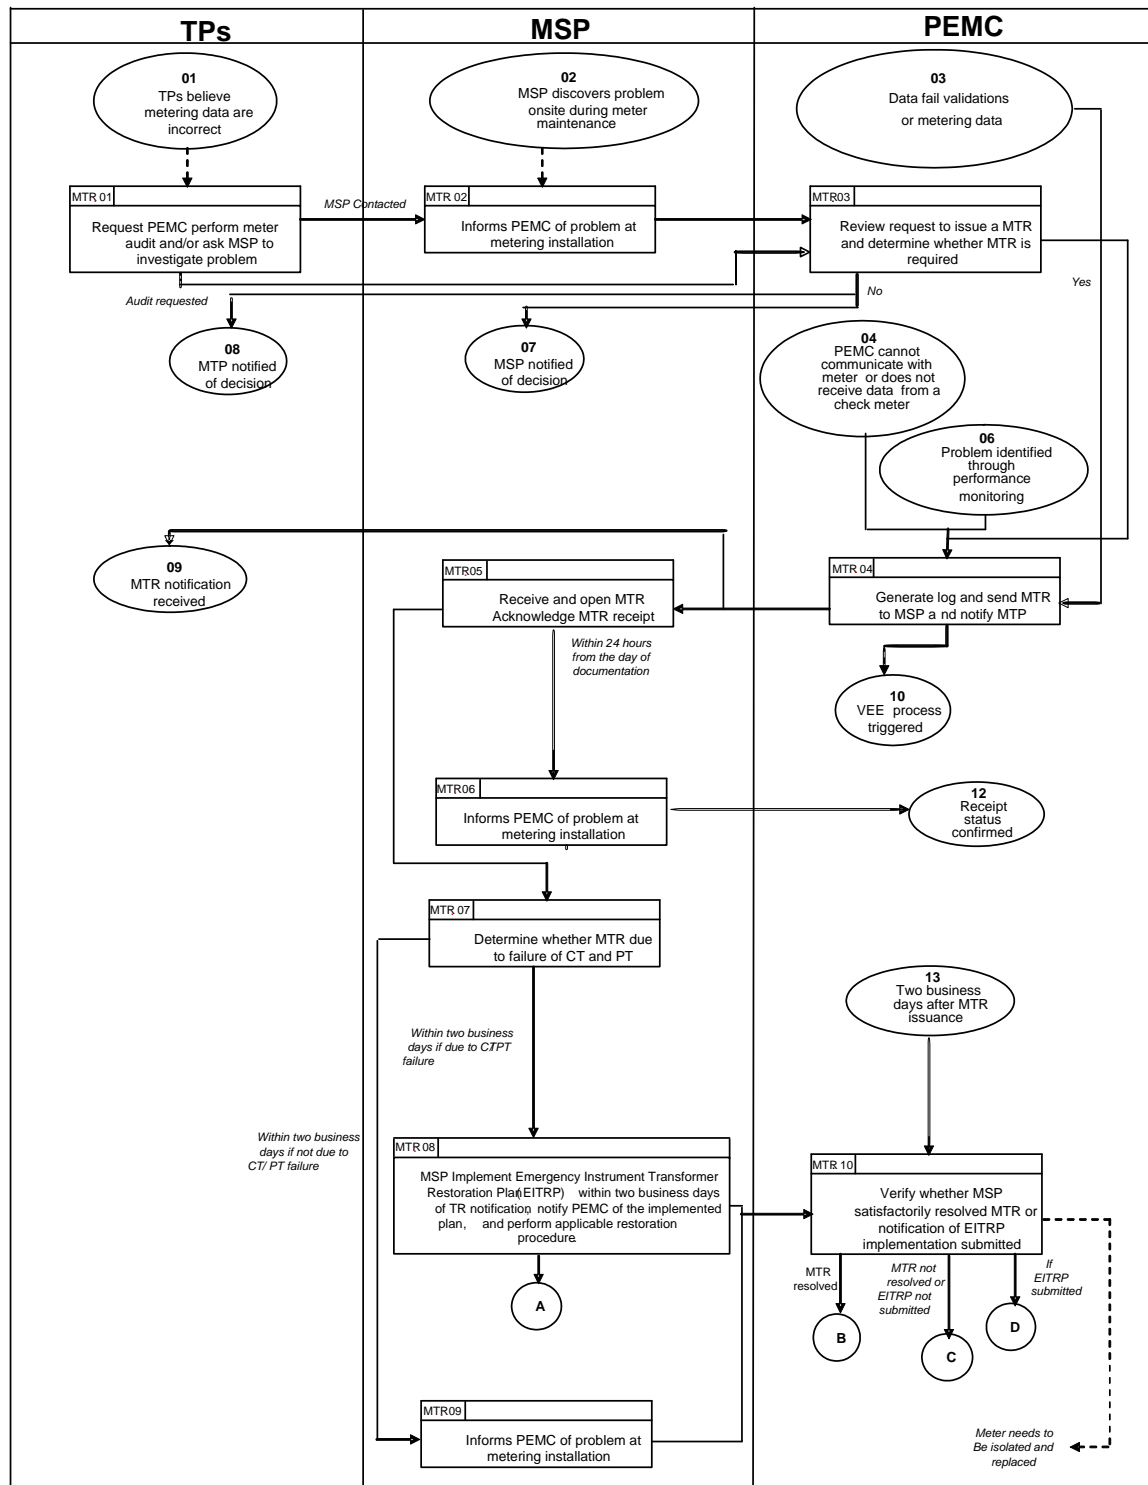 TPs
MSP
PEMC
01
TPs believe
metering data are
incorrect
02
MSP discovers problem
onsite during meter
maintenance
03
Data fail validations
or metering data
MTR 01
Request PEMC perform meter
audit and/or ask MSP to
investigate problem
MSP Contacted
MTR 02
Informs PEMC of problem at
metering installation
MTR03
Review request to issue a MTR
and determine whether MTR is
required
Audit requested
No
Yes
08
MTP notified
of decision
07
MSP notified
of decision
04
PEMC cannot
communicate with
meter or does not
receive data from a
check meter
06
Problem identified
through
performance
monitoring
09
MTR notification
received
MTR05
Receive and open MTR
Acknowledge MTR receipt
MTR 04
Generate log and send MTR
to MSP a nd notify MTP
Within 24 hours
from the day of
documentation
10
VEE process
triggered
MTR06
Informs PEMC of problem at
metering installation
12
Receipt
status
confirmed
MTR 07
Determine whether MTR due
to failure of CT and PT
13
Two business
days after MTR
issuance
Within two business
days if due to CT/PT
failure
Within two business
days if not due to
CT/ PT failure
MTR 08
MSP Implement Emergency Instrument Transformer
Restoration Plan(EITRP) within two business days
of TR notification, notify PEMC of the implemented
plan, and perform applicable restoration
procedure.
MTR 10
Verify whether MSP
satisfactorily resolved MTR or
notification of EITRP
implementation submitted
MTR
resolved
MTR not
resolved or
EITRP not
submitted
If
EITRP
submitted
A
B
C
D
MTR09
Informs PEMC of problem at
metering installation
Meter needs to
Be isolated and
replaced